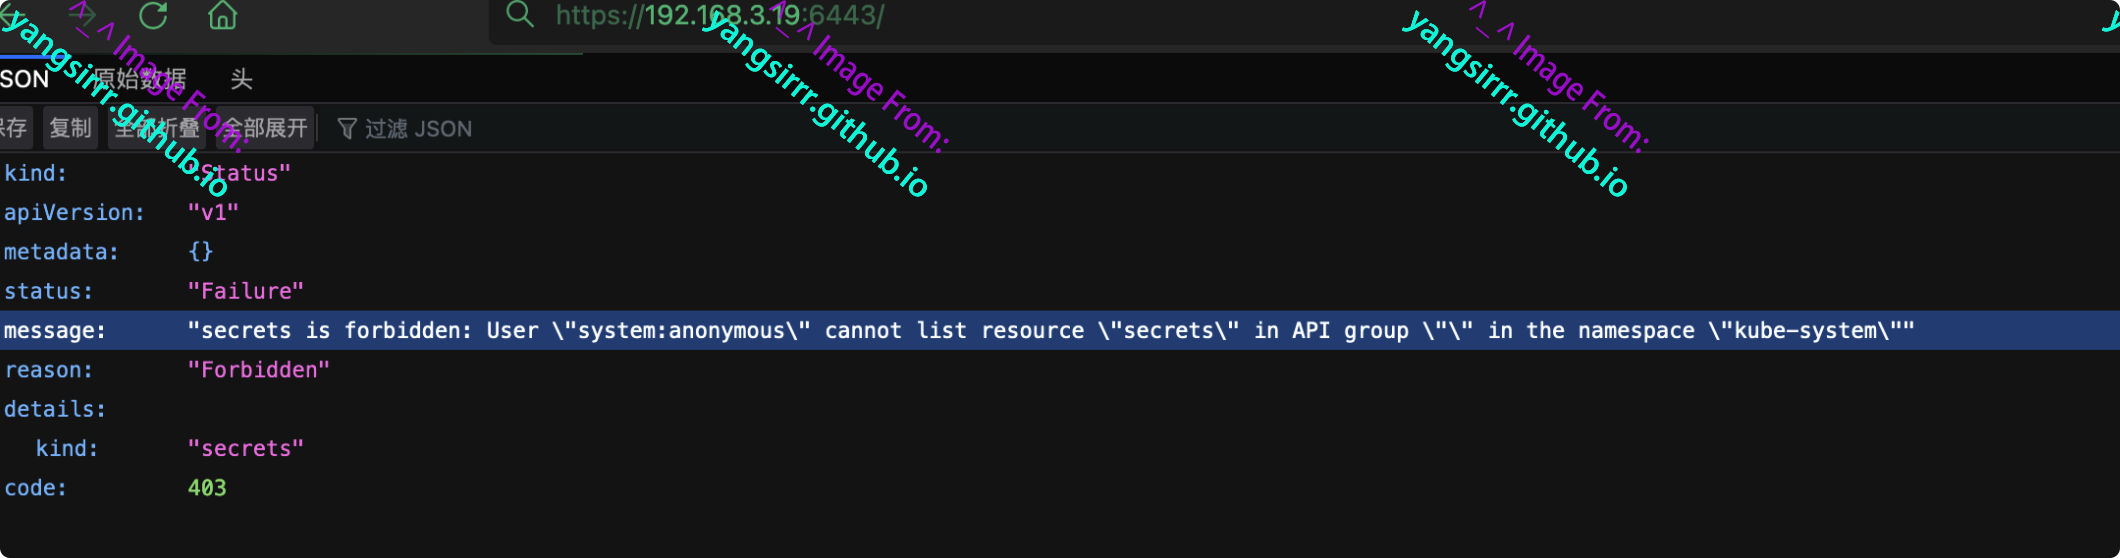 https://192.168.3.19:6443/
SON 原始数据 头
保存 复制 全部折叠 全部展开 过滤 JSON
kind: "Status"
apiVersion: "v1"
metadata: {}
status: "Failure"
message: "secrets is forbidden: User \"system:anonymous\" cannot list resource \"secrets\" in API group \"\" in the namespace \"kube-system\""
reason: "Forbidden"
details:
kind: "secrets"
code: 403
^_^ Image From:
yangsirrr.github.io
^_^ Image From:
yangsirrr.github.io
^_^ Image From:
yangsirrr.github.io